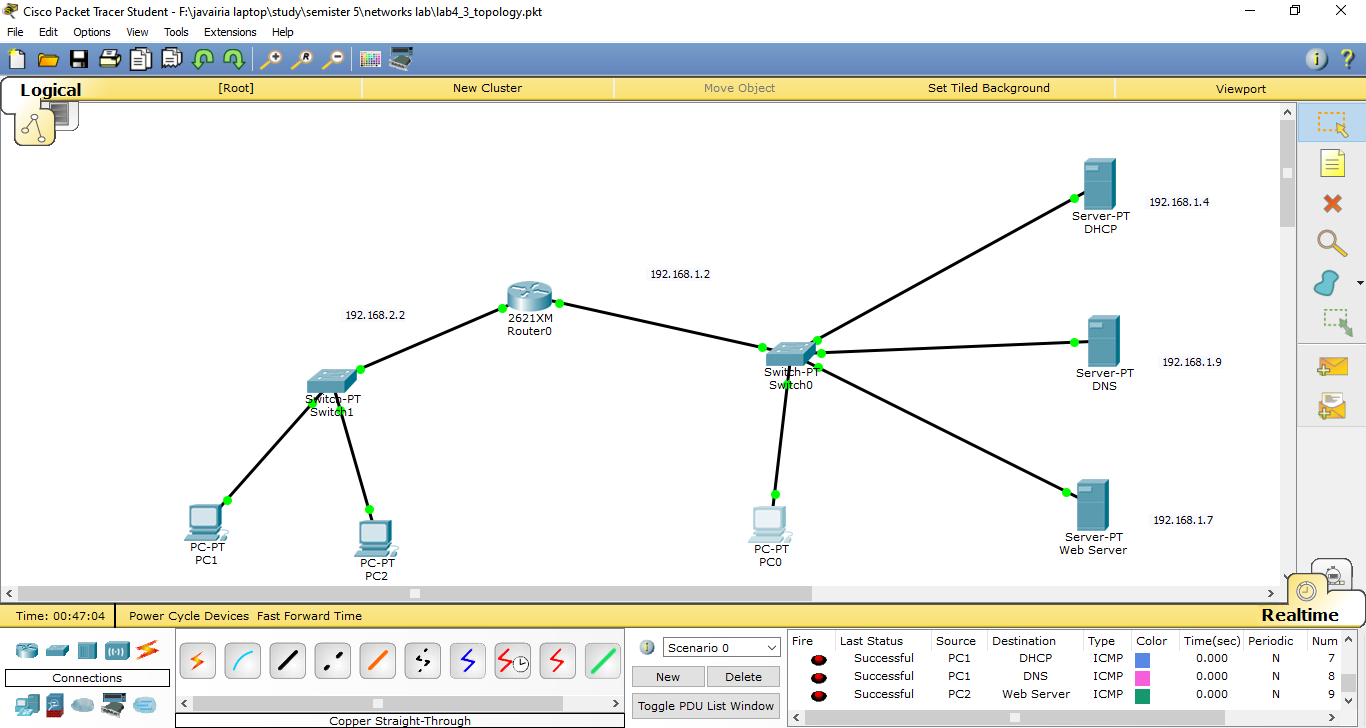 Cisco Packet Tracer Student - F:\javairia laptop\study\semister 5\networks lab\lab4_3_topology.pkt
File Edit Options View Tools Extensions Help
Logical [Root] New Cluster Move Object Set Tiled Background Viewport
192.168.1.4
Server-PT
DHCP
192.168.1.2
192.168.2.2
2621XM
Router0
Switch-PT
Switch0
Server-PT
DNS
192.168.1.9
Switch-PT
Switch1
192.168.1.7
Server-PT
Web Server
PC-PT
PC1
PC-PT
PC2
PC-PT
PC0
Time: 00:47:04 Power Cycle Devices Fast Forward Time Realtime
Connections
Copper Straight-Through
Scenario 0
New Delete
Toggle PDU List Window
Fire Last Status Source Destination Type Color Time(sec) Periodic Num
Successful PC1 DHCP ICMP 0.000 N 7
Successful PC1 DNS ICMP 0.000 N 8
Successful PC2 Web Server ICMP 0.000 N 9